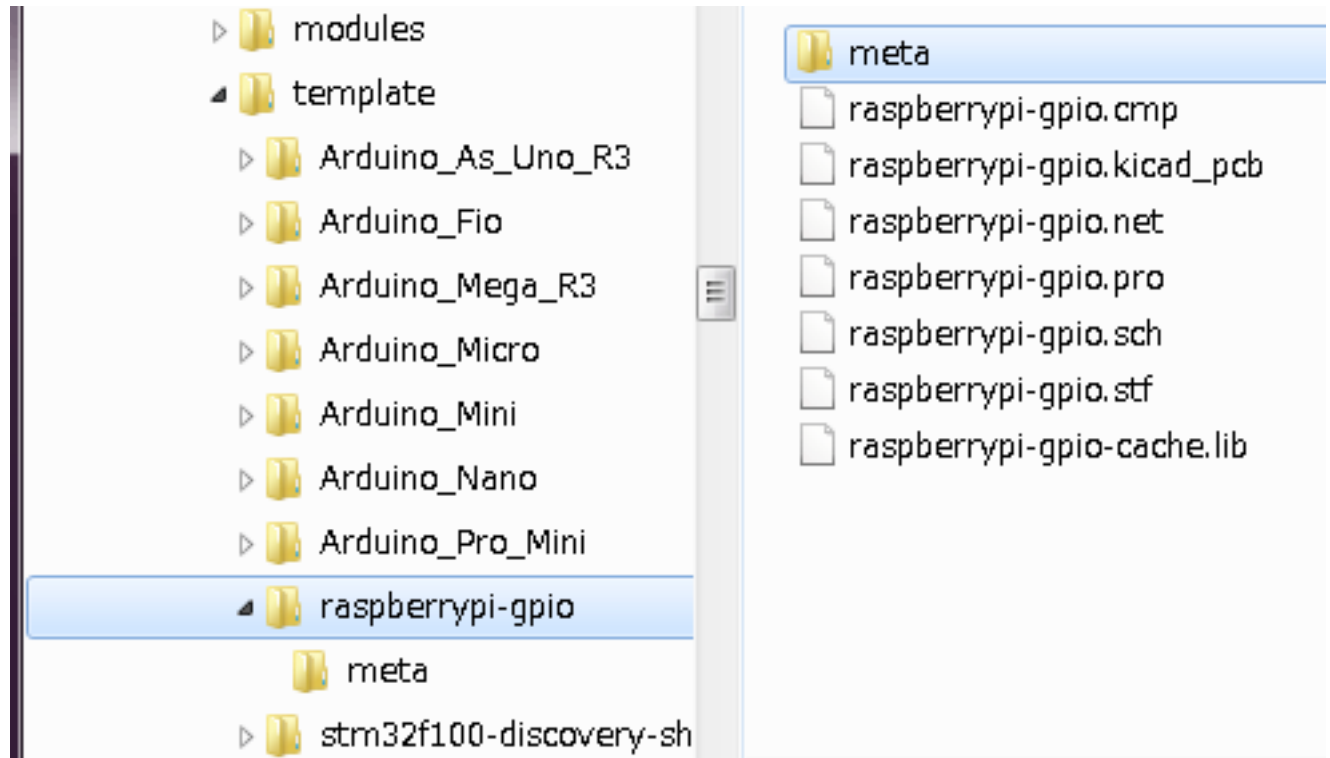 modules
template
Arduino_As_Uno_R3
Arduino_Fio
Arduino_Mega_R3
Arduino_Micro
Arduino_Mini
Arduino_Nano
Arduino_Pro_Mini
raspberrypi-gpio
meta
stm32f100-discovery-sh
meta
raspberrypi-gpio.cmp
raspberrypi-gpio.kicad_pcb
raspberrypi-gpio.net
raspberrypi-gpio.pro
raspberrypi-gpio.sch
raspberrypi-gpio.stf
raspberrypi-gpio-cache.lib